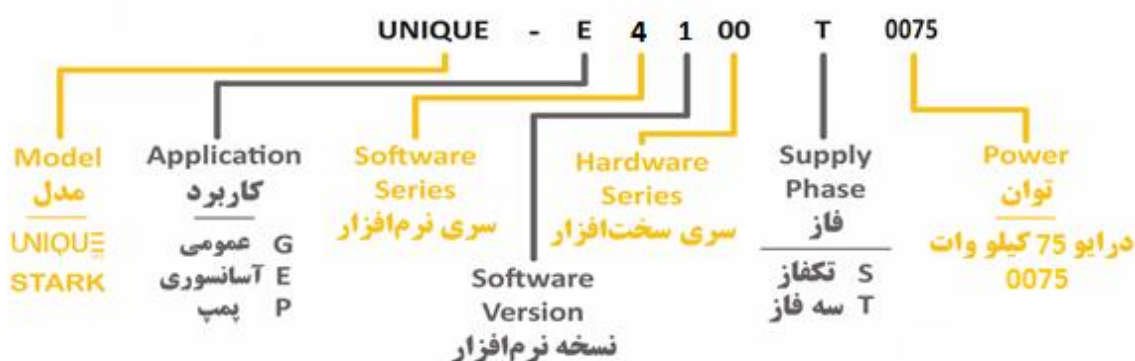 UNIQUE - E 4 1 00 T 0075
Model
مدل
UNIQUE
STARK
Application
کاربرد
عمومی G
آسانسوری E
پمپ P
Software
Series
سری نرم‌افزار
Software
Version
نسخه نرم‌افزار
Hardware
Series
سری سخت‌افزار
Supply
Phase
فاز
تکفاز S
سه فاز T
Power
توان
درایو 75 کیلو وات
0075